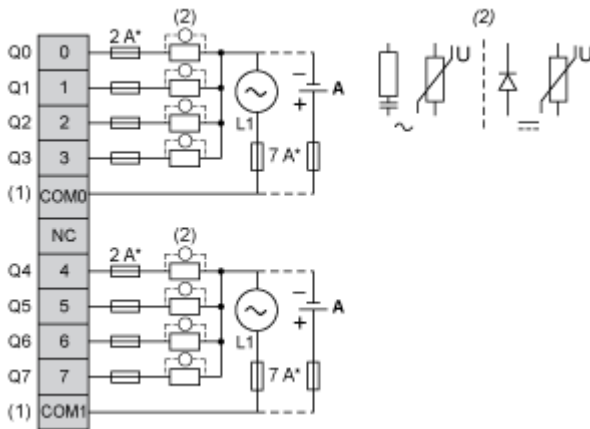 (2) (2)
Q0 0 2 A* U U
Q1 1 − A
Q2 2 +
Q3 3 L1 7 A* ~
(1) COM0
NC
(2)
Q4 4 2 A*
Q5 5 − A
Q6 6 +
Q7 7 L1 7 A*
(1) COM1